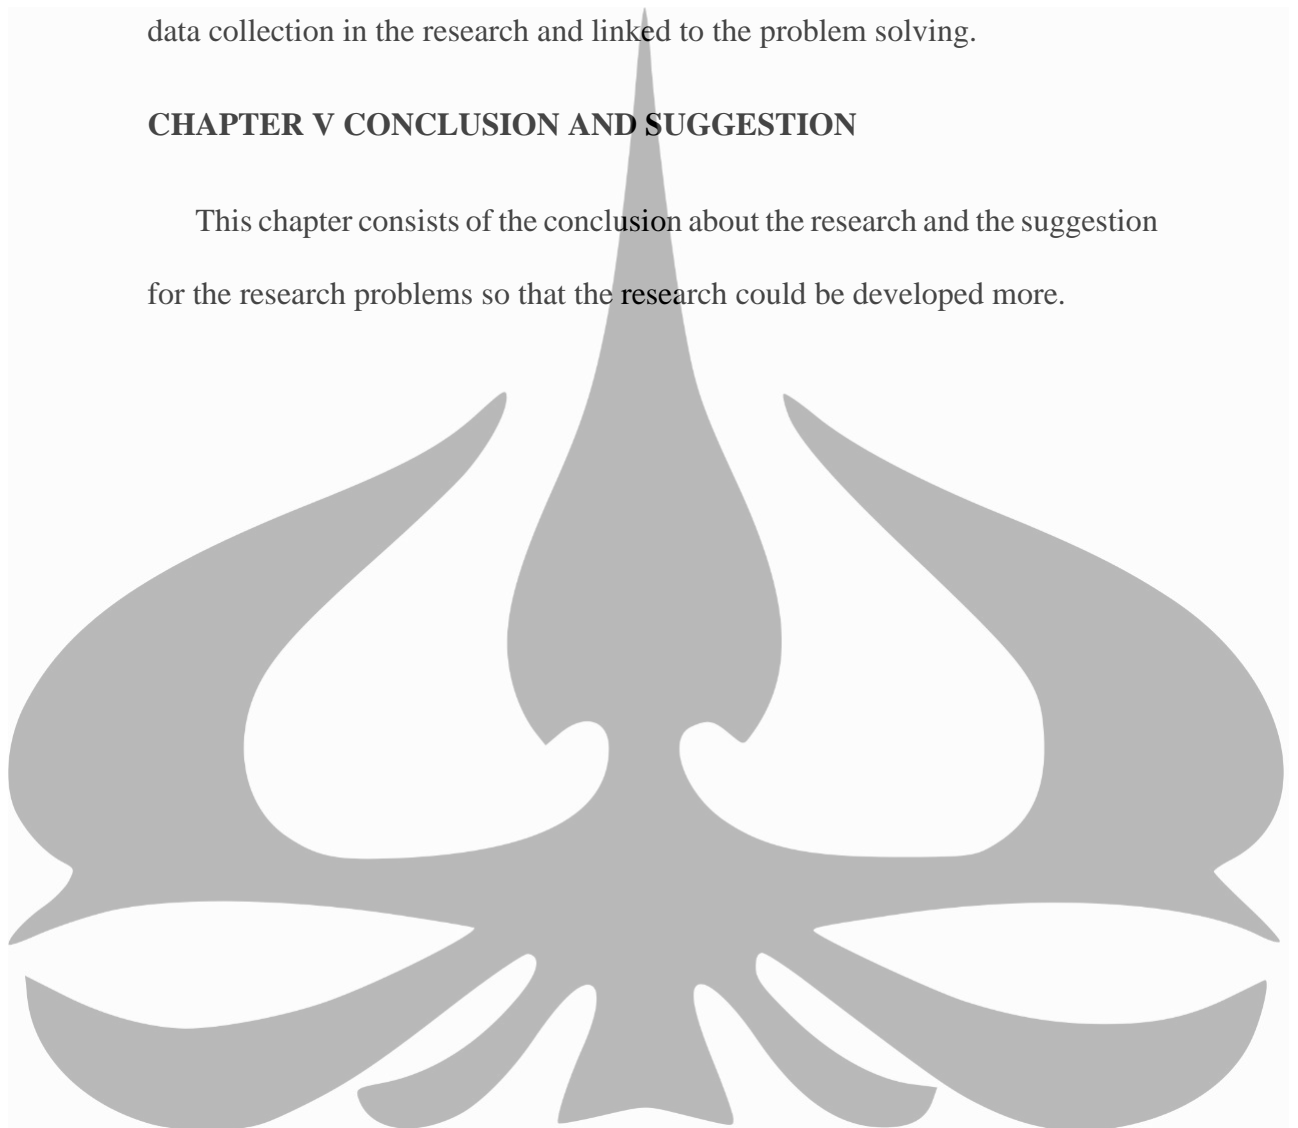 data collection in the research and linked to the problem solving.
CHAPTER V CONCLUSION AND SUGGESTION
This chapter consists of the conclusion about the research and the suggestion
for the research problems so that the research could be developed more.